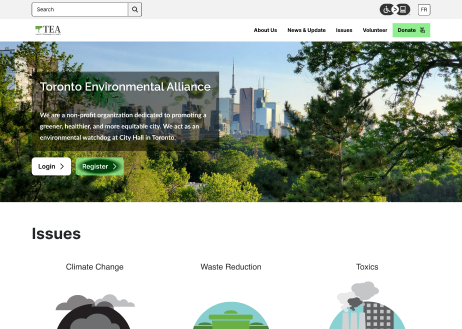 Search
FR
TEA
About Us
News & Update
Issues
Volunteer
Donate
Toronto Environmental Alliance
We are a non-profit organization dedicated to promoting a
greener, healthier, and more equitable city. We act as an
environmental watchdog at City Hall in Toronto.
Login
Register
Issues
Climate Change
Waste Reduction
Toxics